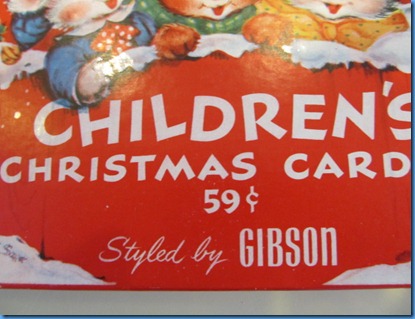 CHILDREN'S
CHRISTMAS CARD
59¢
Styled by GIBSON